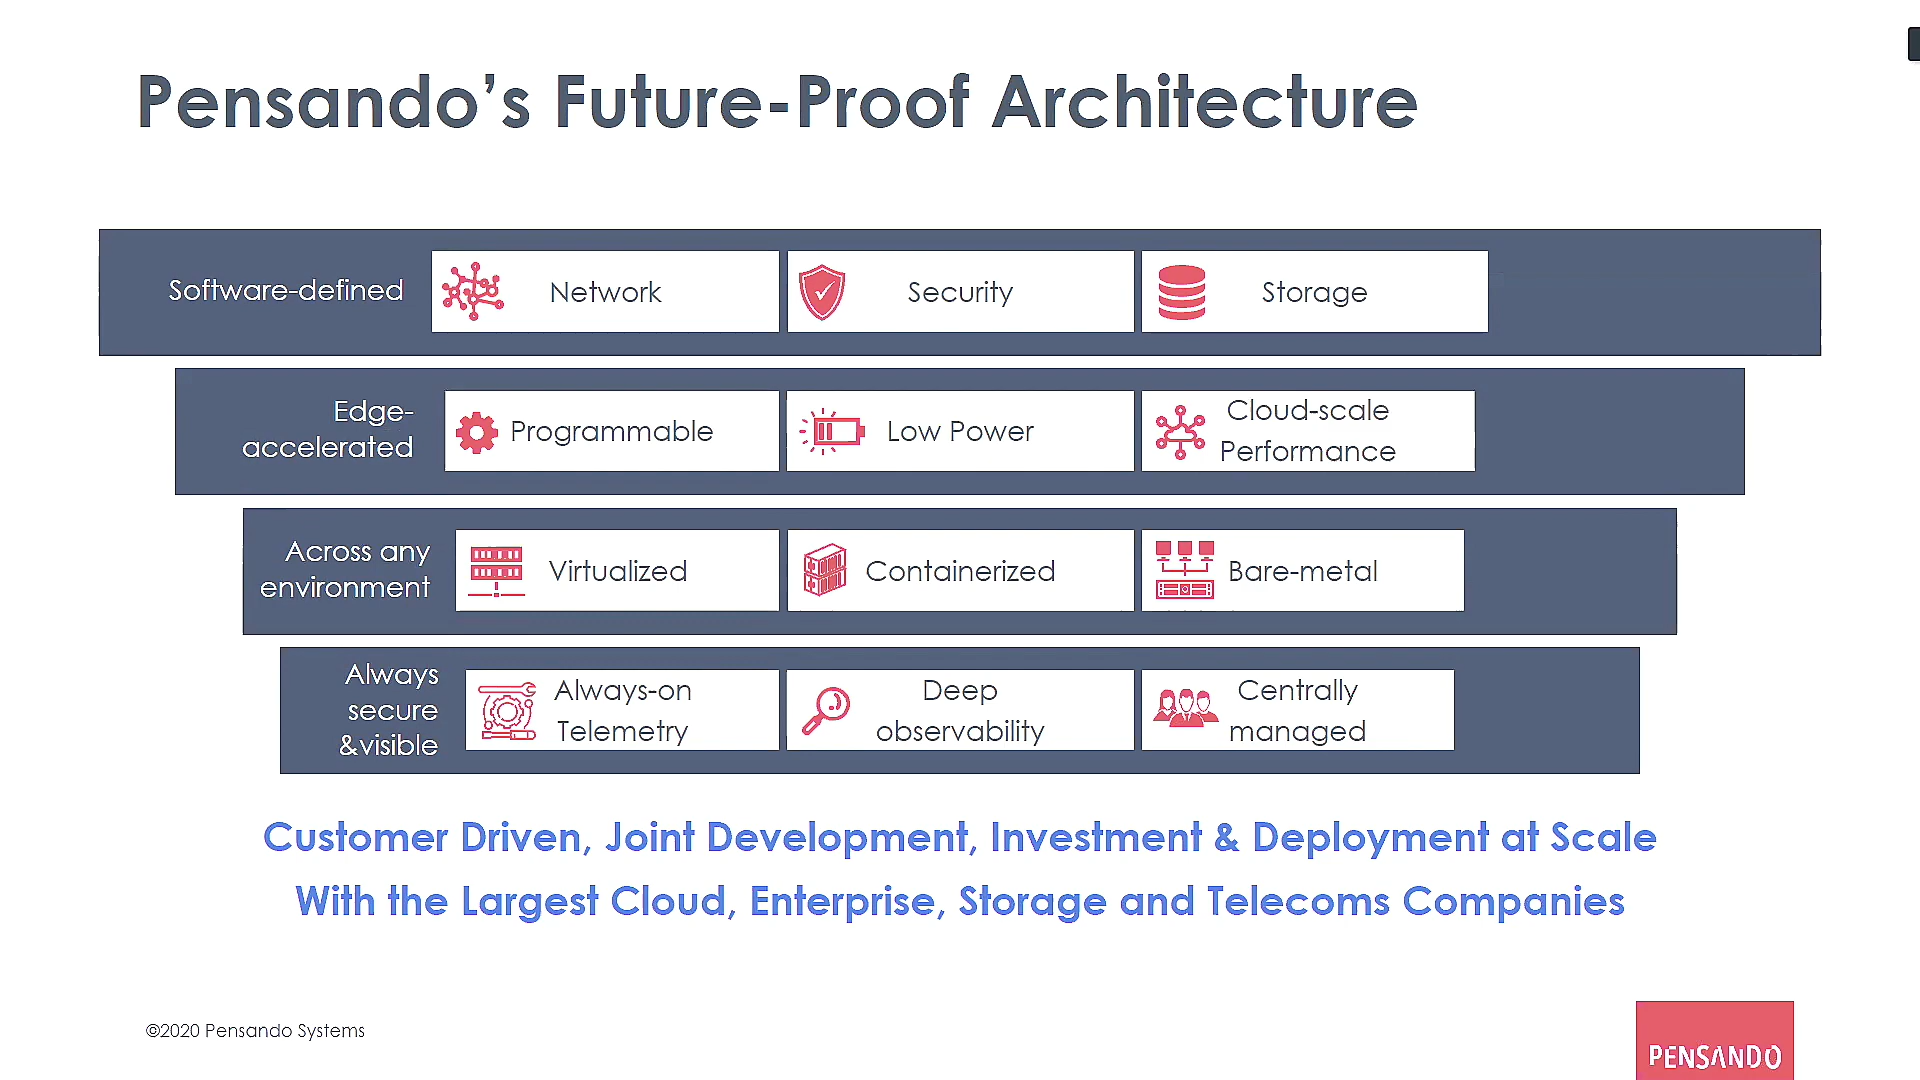 Pensando’s Future-Proof Architecture
Software-defined
Network
Security
Storage
Edge-
accelerated
Programmable
Low Power
Cloud-scale
Performance
Across any
environment
Virtualized
Containerized
Bare-metal
Always
secure
&visible
Always-on
Telemetry
Deep
observability
Centrally
managed
Customer Driven, Joint Development, Investment & Deployment at Scale
With the Largest Cloud, Enterprise, Storage and Telecoms Companies
©2020 Pensando Systems
PENSANDO